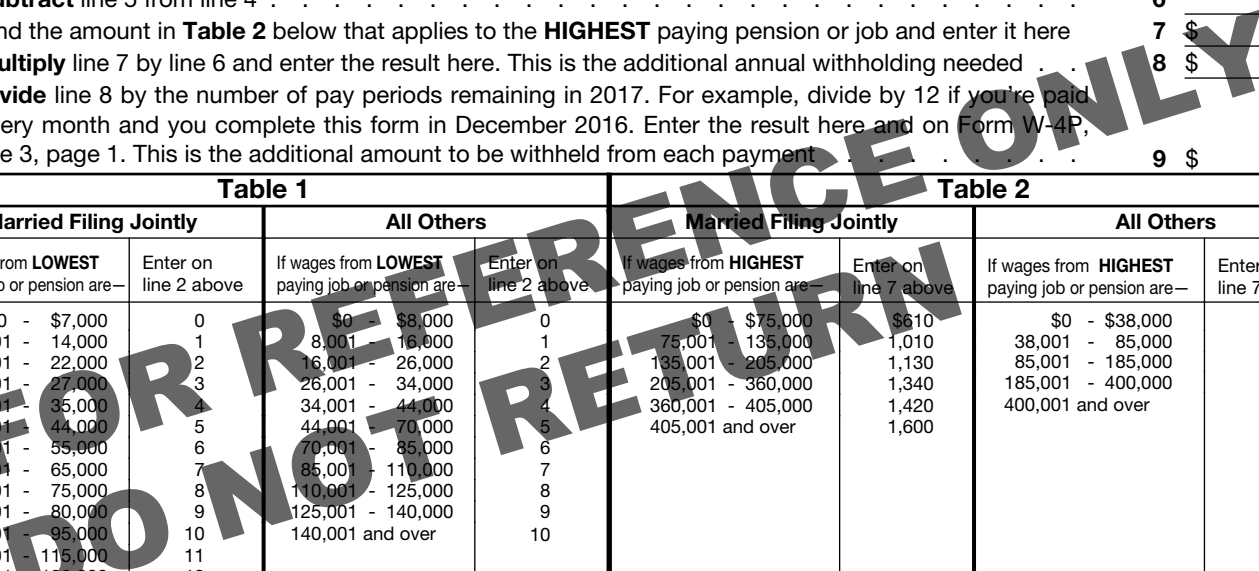 line 5 from line 4 . . . . . . . . . . . . . . . . . . . . . . 6
the amount in Table 2 below that applies to the HIGHEST paying pension or job and enter it here 7 $
line 7 by line 6 and enter the result here. This is the additional annual withholding needed . . 8 $
line 8 by the number of pay periods remaining in 2017. For example, divide by 12 if you're paid
month and you complete this form in December 2016. Enter the result here and on Form W-4P,
3, page 1. This is the additional amount to be withheld from each payment . . . . . . . . 9 $
Table 1 Table 2
Filing Jointly All Others Married Filing Jointly All Others
LOWEST
job or pension are—
Enter on
line 2 above
If wages from LOWEST
paying job or pension are—
Enter on
line 2 above
If wages from HIGHEST
paying job or pension are—
Enter on
line 7 above
If wages from HIGHEST
paying job or pension are—
line 7
- $7,000 0 $0 - $8,000 0 $0 - $75,000 $610 $0 - $38,000
- 14,000 1 8,001 - 16,000 1 75,001 - 135,000 1,010 38,001 - 85,000
- 22,000 2 16,001 - 26,000 2 135,001 - 205,000 1,130 85,001 - 185,000
- 27,000 3 26,001 - 34,000 3 205,001 - 360,000 1,340 185,001 - 400,000
- 35,000 4 34,001 - 44,000 4 360,001 - 405,000 1,420 400,001 and over
- 44,000 5 44,001 - 70,000 5 405,001 and over 1,600
- 55,000 6 70,001 - 85,000 6
- 65,000 7 85,001 - 110,000 7
- 75,000 8 110,001 - 125,000 8
- 80,000 9 125,001 - 140,000 9
- 95,000 10 140,001 and over 10
- 115,000 11
FOR REFERENCE ONLY
DO NOT RETURN